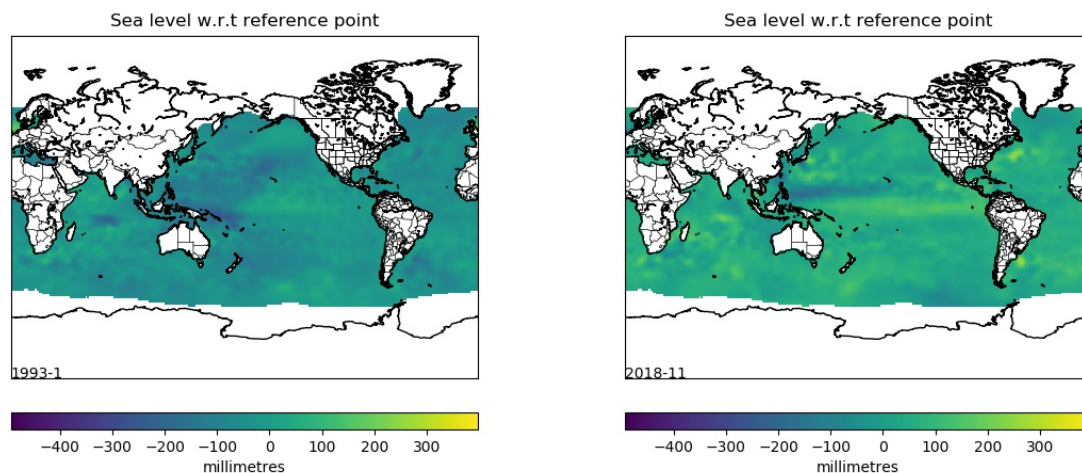 Sea level w.r.t reference point
1993-1
−400 −300 −200 −100 0 100 200 300
millimetres
Sea level w.r.t reference point
2018-11
−400 −300 −200 −100 0 100 200 300
millimetres